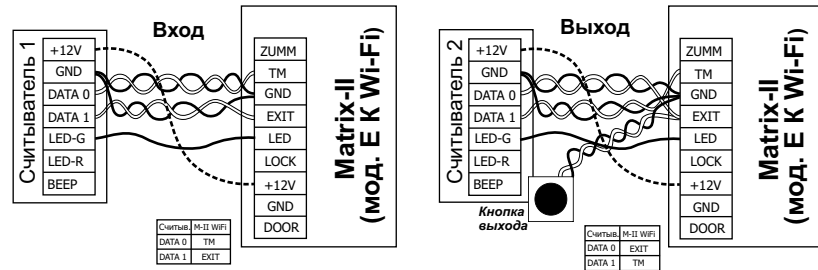 Вход
Считыватель 1
+12V
GND
DATA 0
DATA 1
LED-G
LED-R
BEEP
ZUMM
TM
GND
EXIT
LED
LOCK
+12V
GND
DOOR
Matrix-II
(мод. E K Wi-Fi)
Считыв. M-II WiFi
DATA 0 TM
DATA 1 EXIT
Выход
Считыватель 2
+12V
GND
DATA 0
DATA 1
LED-G
LED-R
BEEP
Кнопка
выхода
ZUMM
TM
GND
EXIT
LED
LOCK
+12V
GND
DOOR
Matrix-II
(мод. E K Wi-Fi)
Считыв. M-II WiFi
DATA 0 EXIT
DATA 1 TM